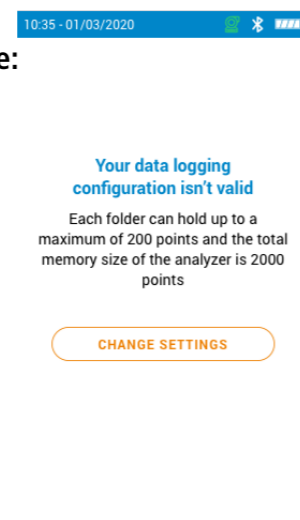 10:35 - 01/03/2020
e:
Your data logging
configuration isn't valid
Each folder can hold up to a
maximum of 200 points and the total
memory size of the analyzer is 2000
points
CHANGE SETTINGS